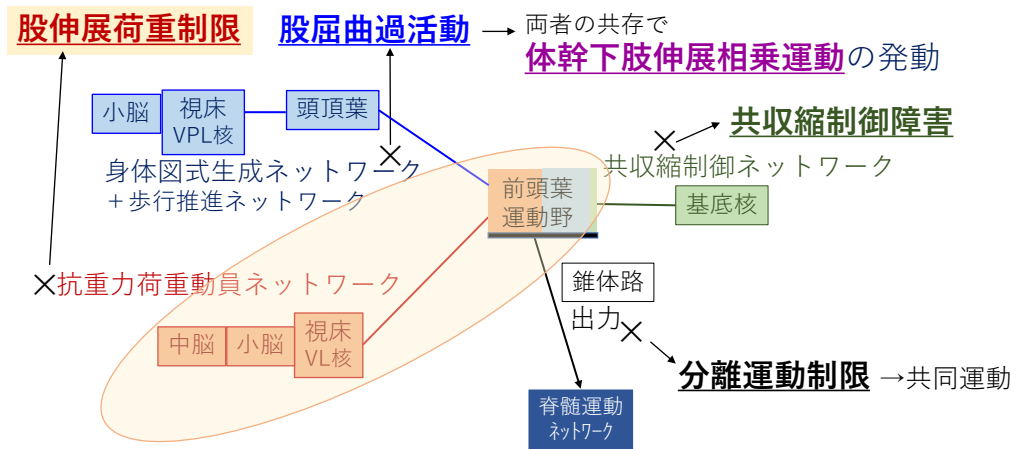 股伸展荷重制限
股屈曲過活動
両者の共存で
体幹下肢伸展相乗運動の発動
小脳
視床
VPL核
頭頂葉
共収縮制御障害
身体図式生成ネットワーク
＋歩行推進ネットワーク
共収縮制御ネットワーク
前頭葉
運動野
基底核
抗重力荷重動員ネットワーク
錐体路
出力
中脳
小脳
視床
VL核
分離運動制限 →共同運動
脊髄運動
ネットワーク